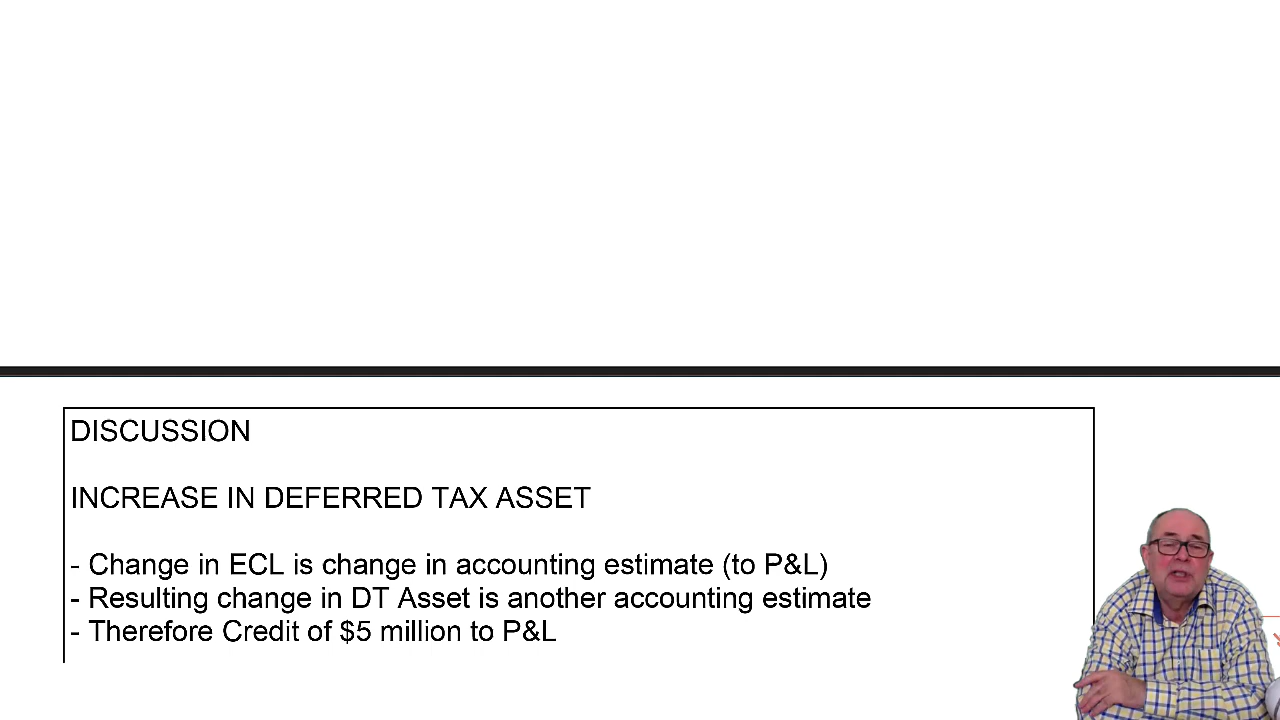 DISCUSSION
INCREASE IN DEFERRED TAX ASSET
- Change in ECL is change in accounting estimate (to P&L)
- Resulting change in DT Asset is another accounting estimate
- Therefore Credit of $5 million to P&L